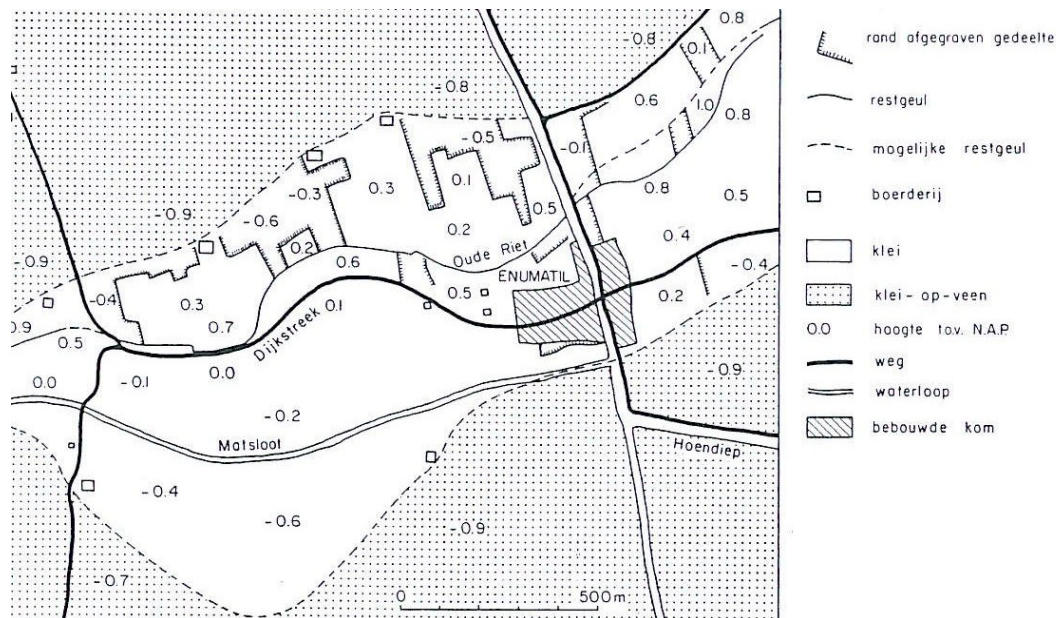 0.8
-0.8
0.8
-0.8
0.1
0.6
1.0
0.8
-0.5
-0.1
0.1
0.3
-0.3
0.8
0.5
-0.9
-0.6
0.2
0.5
0.2
Oude Riet
0.4
-0.9
0.6
ENUMATIL
-0.4
-0.4
0.3
0.1
0.5
0.2
0.9
0.7
Dijkstreek
0.5
0.0
-0.1
0.0
-0.9
-0.2
Matsloot
Hoendiep
-0.4
-0.6
-0.9
-0.7
0 500m
rand afgegraven gedeelte
restgeul
mogelijke restgeul
boerderij
klei
klei-op-veen
0.0 hoogte t.o.v. N.A.P.
weg
waterloop
bebouwde kom